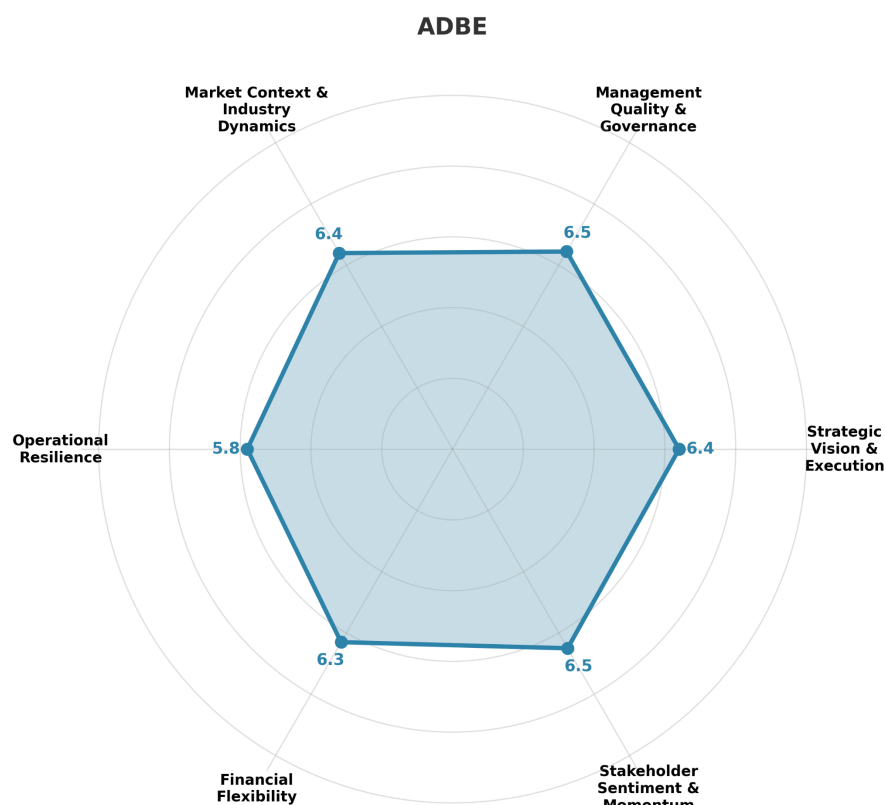 ADBE
Market Context &
Industry
Dynamics
Management
Quality &
Governance
6.4
6.5
Operational
Resilience
5.8
6.4
Strategic
Vision &
Execution
6.3
6.5
Financial
Flexibility
Stakeholder
Sentiment &
Momentum